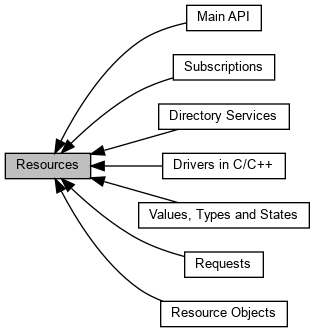 Main API
Subscriptions
Directory Services
Resources
Drivers in C/C++
Values, Types and States
Requests
Resource Objects